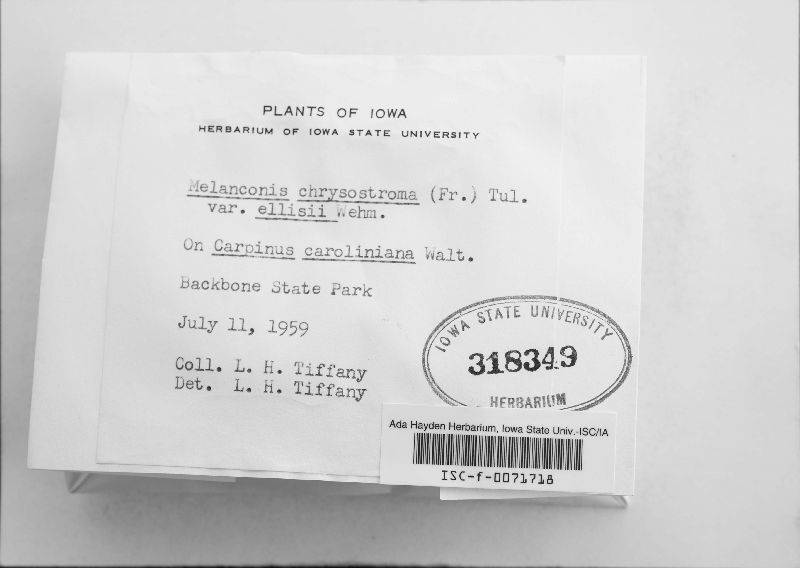 PLANTS OF IOWA
HERBARIUM OF IOWA STATE UNIVERSITY
Melanconis chrysostroma (Fr.) Tul.
var. ellisii Wehm.
On Carpinus caroliniana Walt.
Backbone State Park
July 11, 1959
Coll. L. H. Tiffany
Det. L. H. Tiffany
IOWA STATE UNIVERSITY
318349
HERBARIUM
Ada Hayden Herbarium, Iowa State Univ.-ISC/IA
ISC-f-0071718